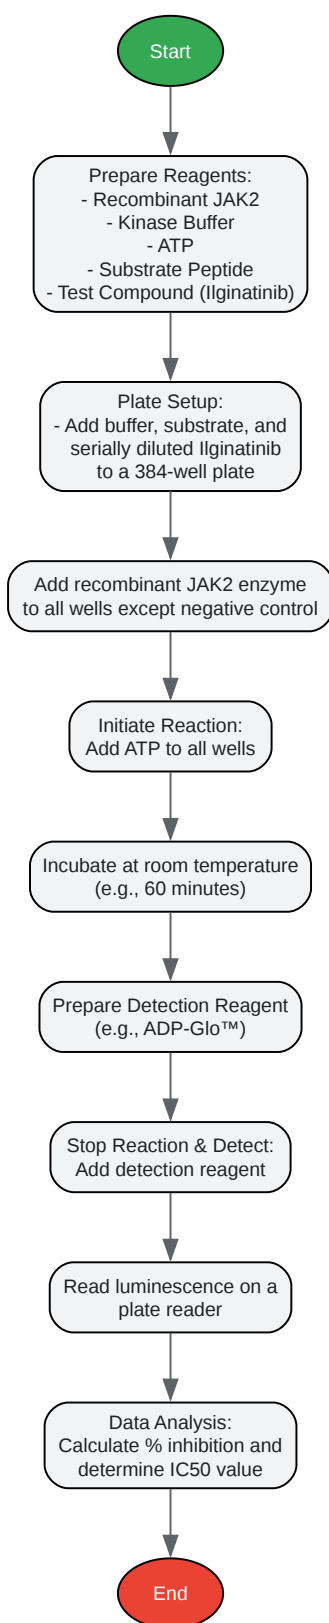 Start
Prepare Reagents:
- Recombinant JAK2
- Kinase Buffer
- ATP
- Substrate Peptide
- Test Compound (Ilginatinib)
Plate Setup:
- Add buffer, substrate, and
serially diluted Ilginatinib
to a 384-well plate
Add recombinant JAK2 enzyme
to all wells except negative control
Initiate Reaction:
Add ATP to all wells
Incubate at room temperature
(e.g., 60 minutes)
Prepare Detection Reagent
(e.g., ADP-Glo™)
Stop Reaction & Detect:
Add detection reagent
Read luminescence on a
plate reader
Data Analysis:
Calculate % inhibition and
determine IC50 value
End